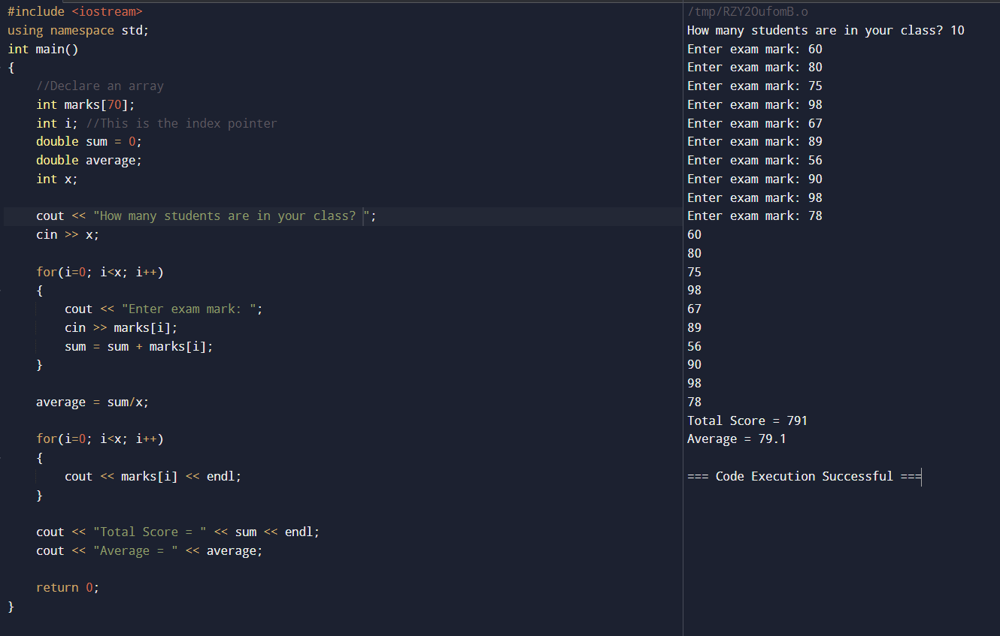 #include <iostream>
using namespace std;
int main()
{
    //Declare an array
    int marks[70];
    int i; //This is the index pointer
    double sum = 0;
    double average;
    int x;

    cout << "How many students are in your class? ";
    cin >> x;

    for(i=0; i<x; i++)
    {
        cout << "Enter exam mark: ";
        cin >> marks[i];
        sum = sum + marks[i];
    }

    average = sum/x;

    for(i=0; i<x; i++)
    {
        cout << marks[i] << endl;
    }

    cout << "Total Score = " << sum << endl;
    cout << "Average = " << average;

    return 0;
}
/tmp/RZY2OufomB.o
How many students are in your class? 10
Enter exam mark: 60
Enter exam mark: 80
Enter exam mark: 75
Enter exam mark: 98
Enter exam mark: 67
Enter exam mark: 89
Enter exam mark: 56
Enter exam mark: 90
Enter exam mark: 98
Enter exam mark: 78
60
80
75
98
67
89
56
90
98
78
Total Score = 791
Average = 79.1

=== Code Execution Successful ===